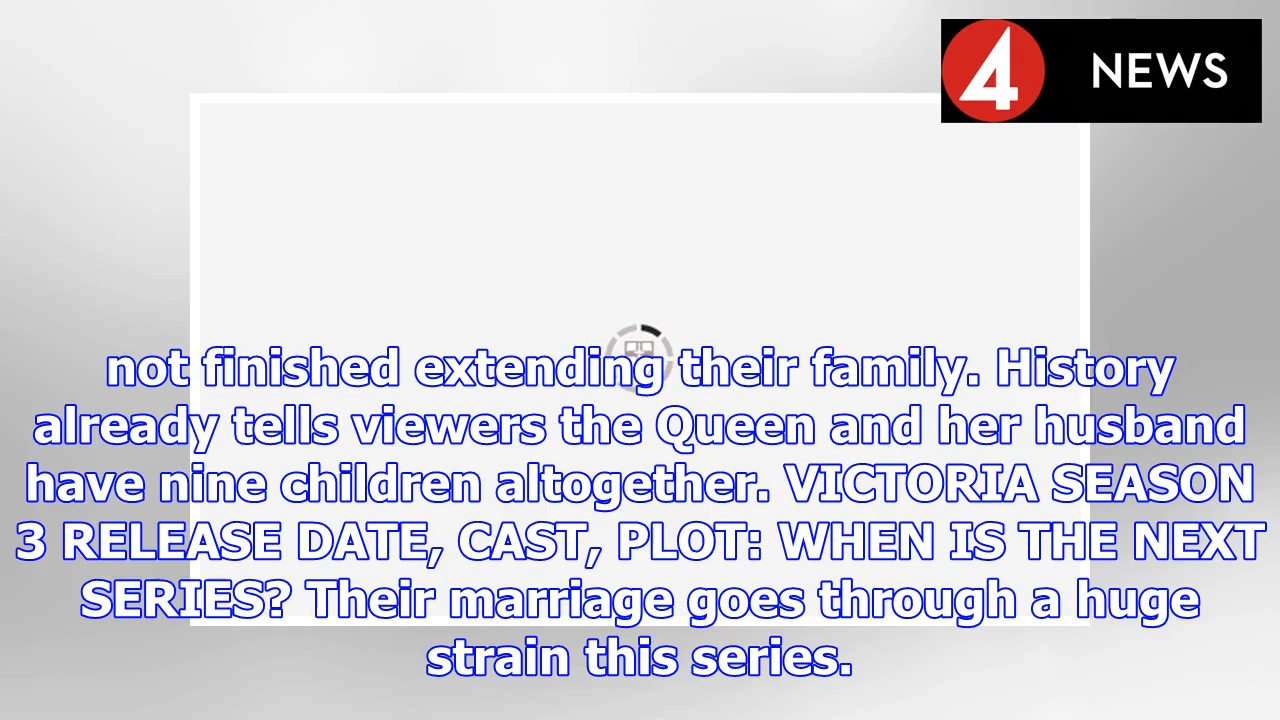 4 NEWS
not finished extending their family. History
already tells viewers the Queen and her husband
have nine children altogether. VICTORIA SEASON
3 RELEASE DATE, CAST, PLOT: WHEN IS THE NEXT
SERIES? Their marriage goes through a huge
strain this series.